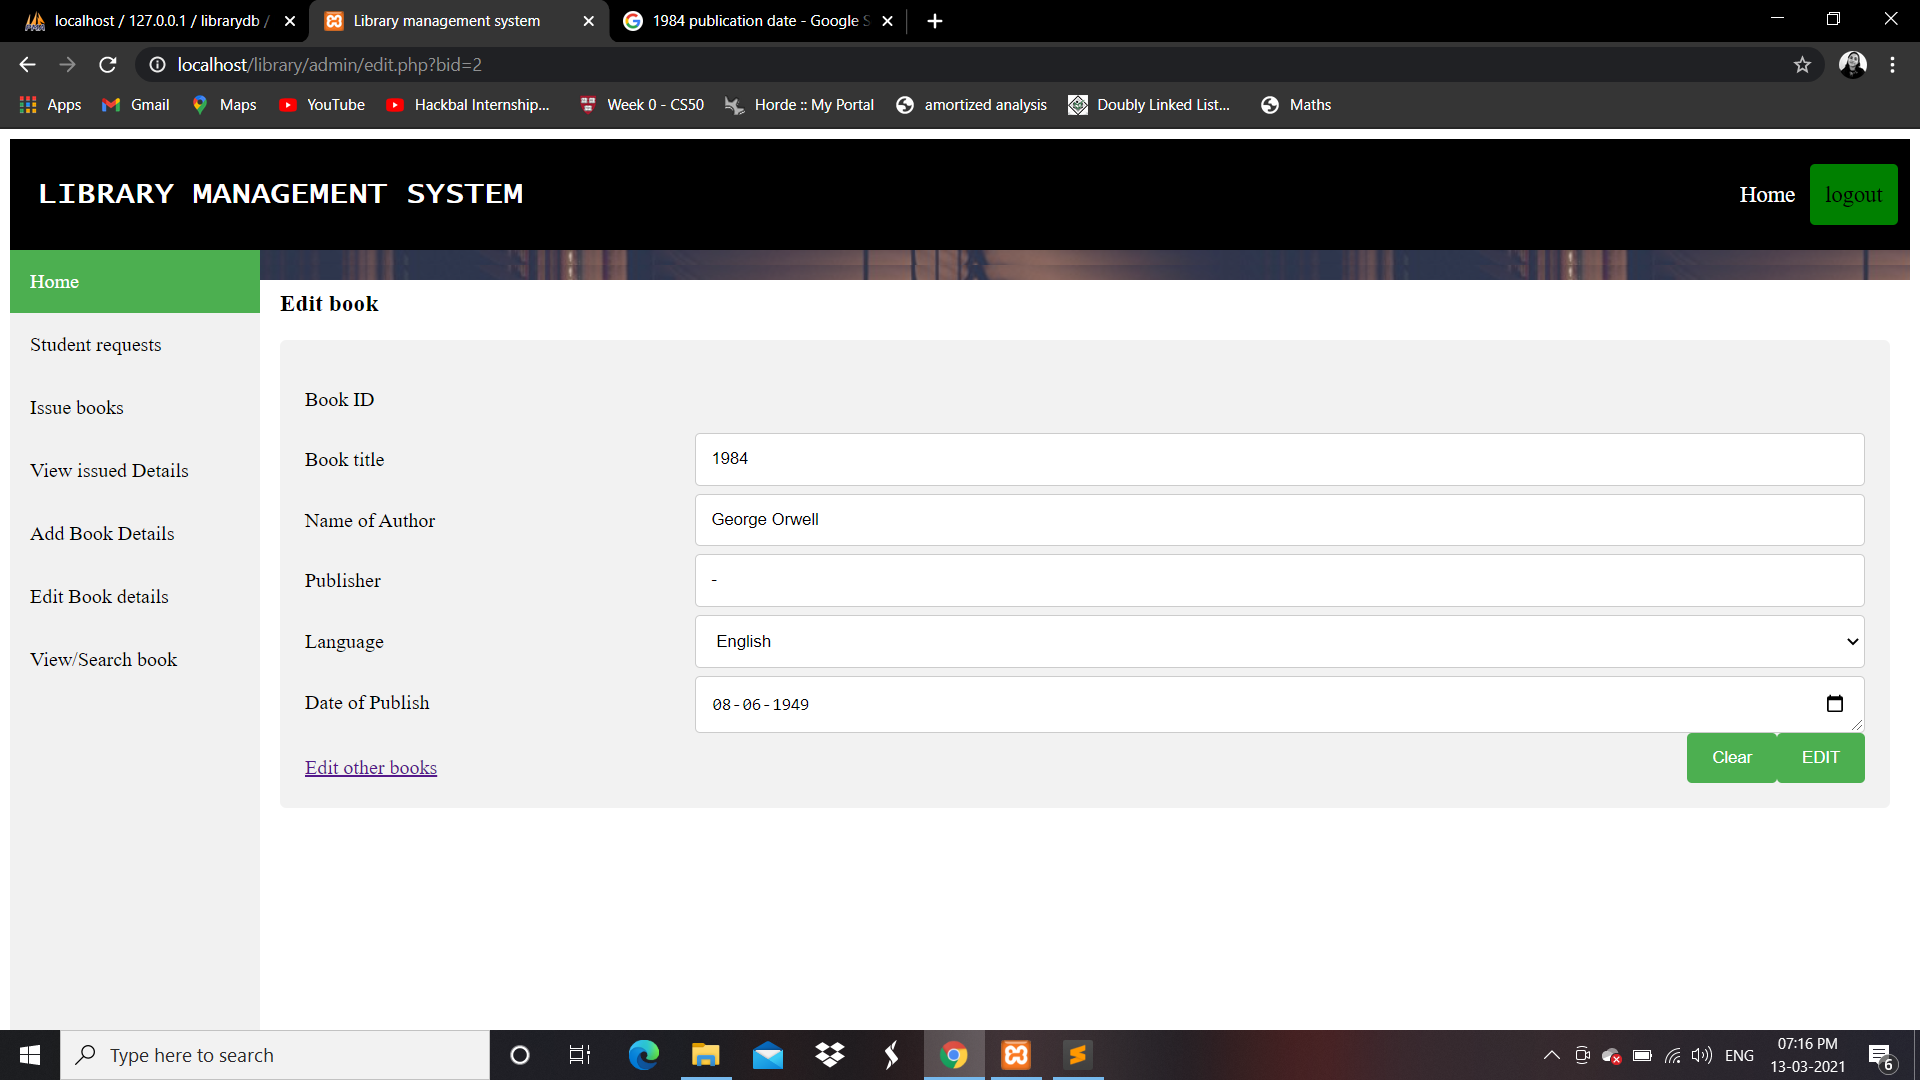 localhost / 127.0.0.1 / librarydb /
Library management system
1984 publication date - Google S
localhost/library/admin/edit.php?bid=2
Apps Gmail Maps YouTube Hackbal Internship... Week 0 - CS50 Horde :: My Portal amortized analysis Doubly Linked List... Maths
LIBRARY MANAGEMENT SYSTEM
Home logout
Home
Student requests
Issue books
View issued Details
Add Book Details
Edit Book details
View/Search book
Edit book
Book ID
Book title 1984
Name of Author George Orwell
Publisher -
Language English
Date of Publish 08-06-1949
Edit other books Clear EDIT
Type here to search
ENG
07:16 PM
13-03-2021
6